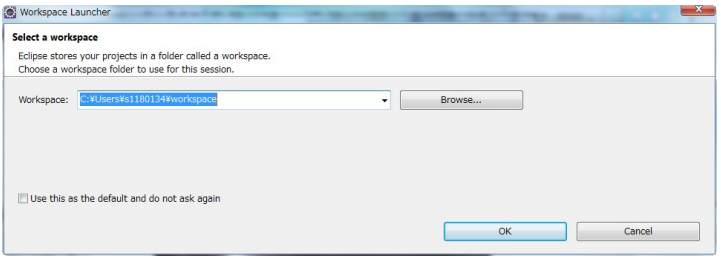 Workspace Launcher
Select a workspace
Eclipse stores your projects in a folder called a workspace.
Choose a workspace folder to use for this session.
Workspace: C:¥Users¥s1180134¥workspace Browse...
Use this as the default and do not ask again
OK Cancel